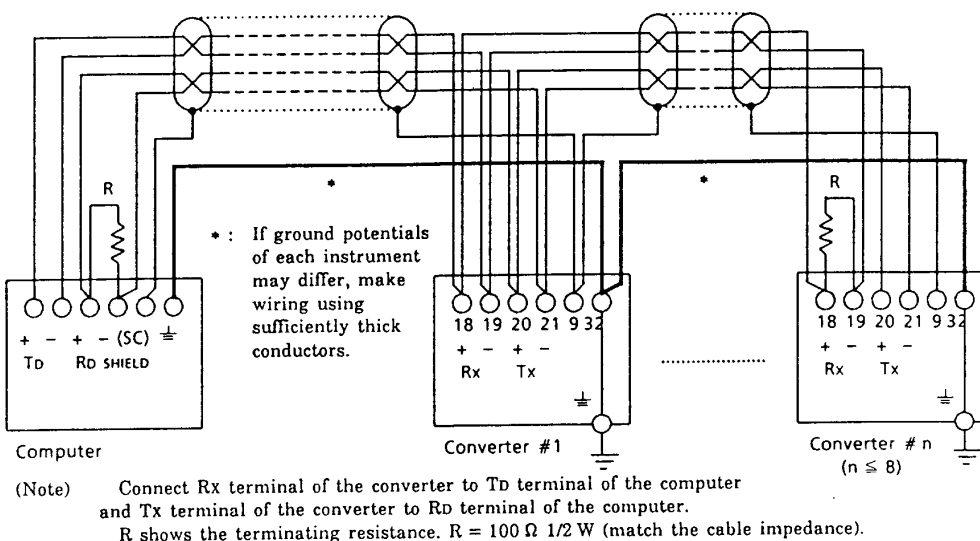 R
*
*
R
* : If ground potentials
of each instrument
may differ, make
wiring using
sufficiently thick
conductors.
+ - + - (SC) ⏚
TD RD SHIELD
Computer
18 19 20 21 9 32
+ - + -
Rx Tx
⏚
Converter #1
18 19 20 21 9 32
+ - + -
Rx Tx
⏚
Converter # n
(n ≦ 8)
(Note) Connect RX terminal of the converter to TD terminal of the computer
and TX terminal of the converter to RD terminal of the computer.
R shows the terminating resistance. R = 100 Ω 1/2 W (match the cable impedance).